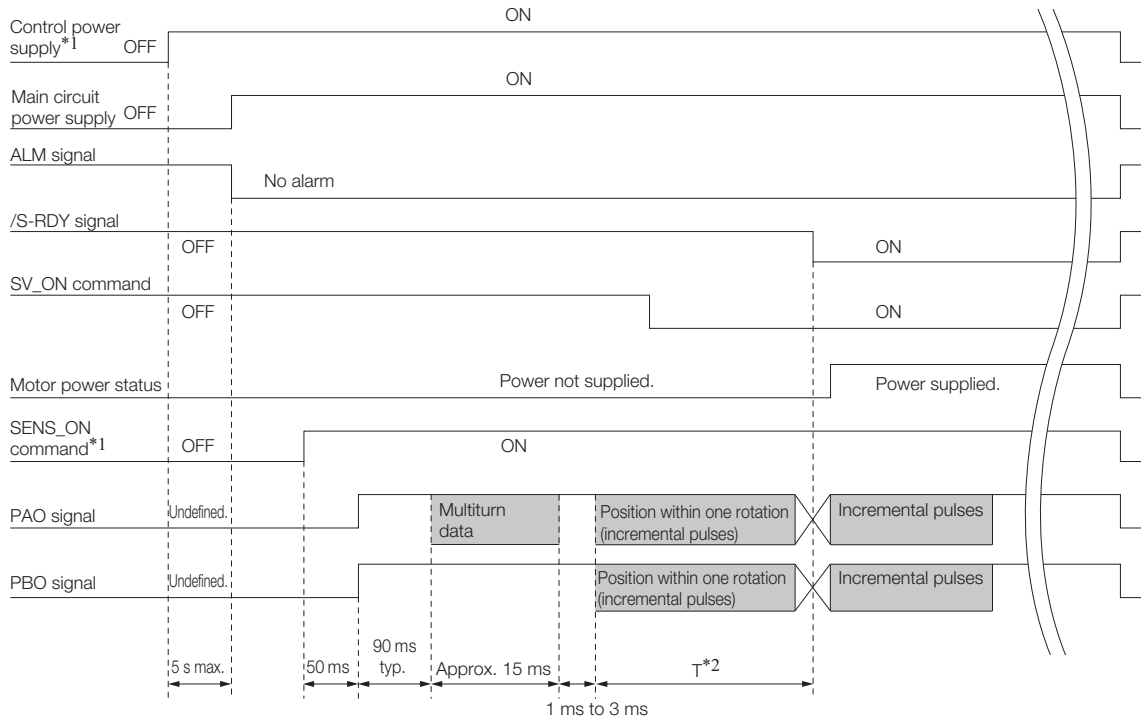 ON
Control power
supply*1 OFF
ON
Main circuit
power supply OFF
ALM signal
No alarm
/S-RDY signal
OFF ON
SV_ON command
OFF ON
Motor power status Power not supplied. Power supplied.
SENS_ON
command*1 OFF ON
PAO signal Undefined. Multiturn
data Position within one rotation
(incremental pulses) Incremental pulses
PBO signal Undefined. Position within one rotation
(incremental pulses) Incremental pulses
5 s max. 50 ms 90 ms
typ. Approx. 15 ms T*2
1 ms to 3 ms